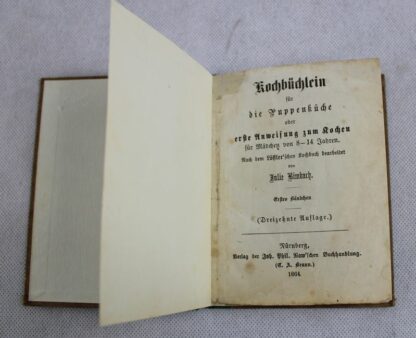 Kochbüchlein
für
die Puppenküche
oder
erste Anweisung zum Kochen
für Mädchen von 8–14 Jahren.
Nach dem Löffler'schen Kochbuch bearbeitet
von
Julie Bimbach.
Erstes Bändchen
(Dreizehnte Auflage.)
Nürnberg,
Verlag der Joh. Phil. Raw'schen Buchhandlung.
(C. A. Braun.)
1864.